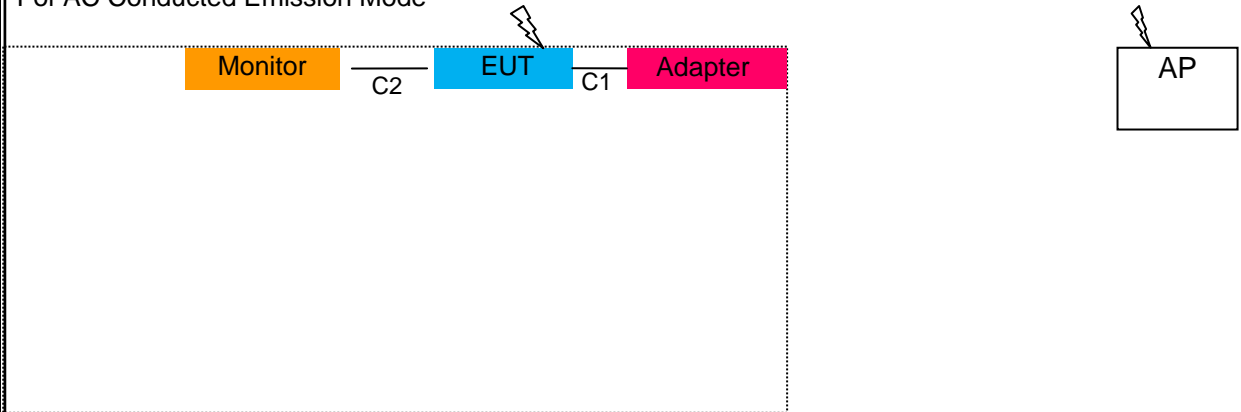 For AC Conducted Emission Mode
Monitor
C2
EUT
C1
Adapter
AP